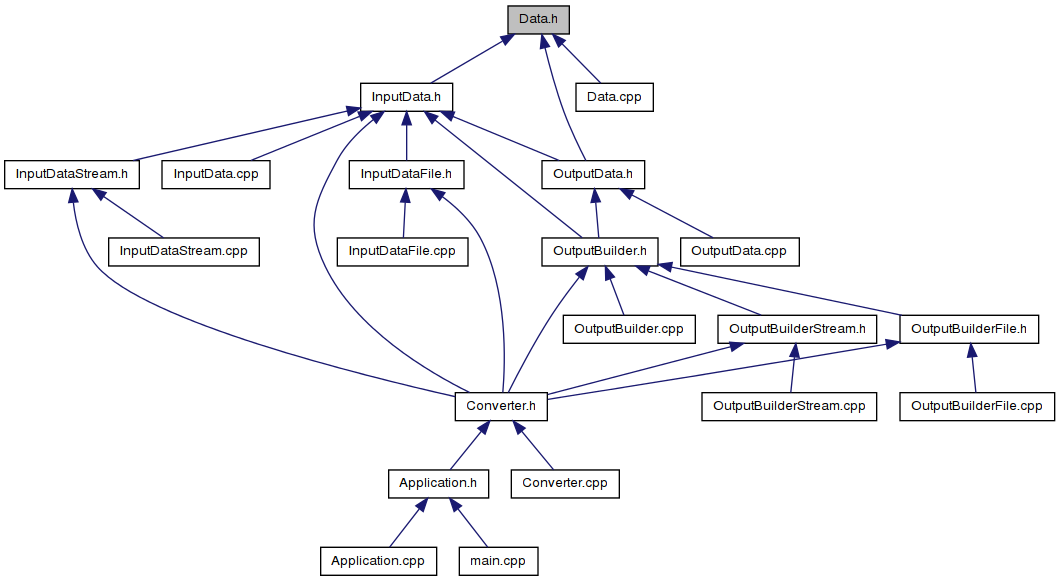 Data.h
InputData.h
Data.cpp
InputDataStream.h
InputData.cpp
InputDataFile.h
OutputData.h
InputDataStream.cpp
InputDataFile.cpp
OutputBuilder.h
OutputData.cpp
OutputBuilder.cpp
OutputBuilderStream.h
OutputBuilderFile.h
Converter.h
OutputBuilderStream.cpp
OutputBuilderFile.cpp
Application.h
Converter.cpp
Application.cpp
main.cpp